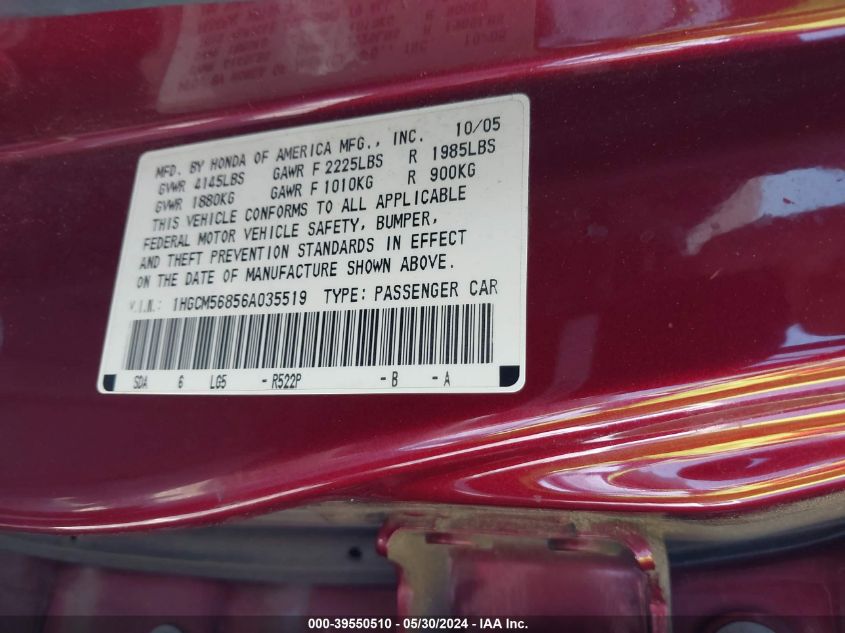 MFD. BY HONDA OF AMERICA MFG., INC. 10/05
GVWR 4145LBS GAWR F 2225LBS R 1985LBS
GVWR 1880KG GAWR F 1010KG R 900KG
THIS VEHICLE CONFORMS TO ALL APPLICABLE
FEDERAL MOTOR VEHICLE SAFETY, BUMPER,
AND THEFT PREVENTION STANDARDS IN EFFECT
ON THE DATE OF MANUFACTURE SHOWN ABOVE.
V.I.N.: 1HGCM56856A035519 TYPE: PASSENGER CAR
SDA 6 LG5 -R522P -B -A
000-39550510 - 05/30/2024 - IAA Inc.